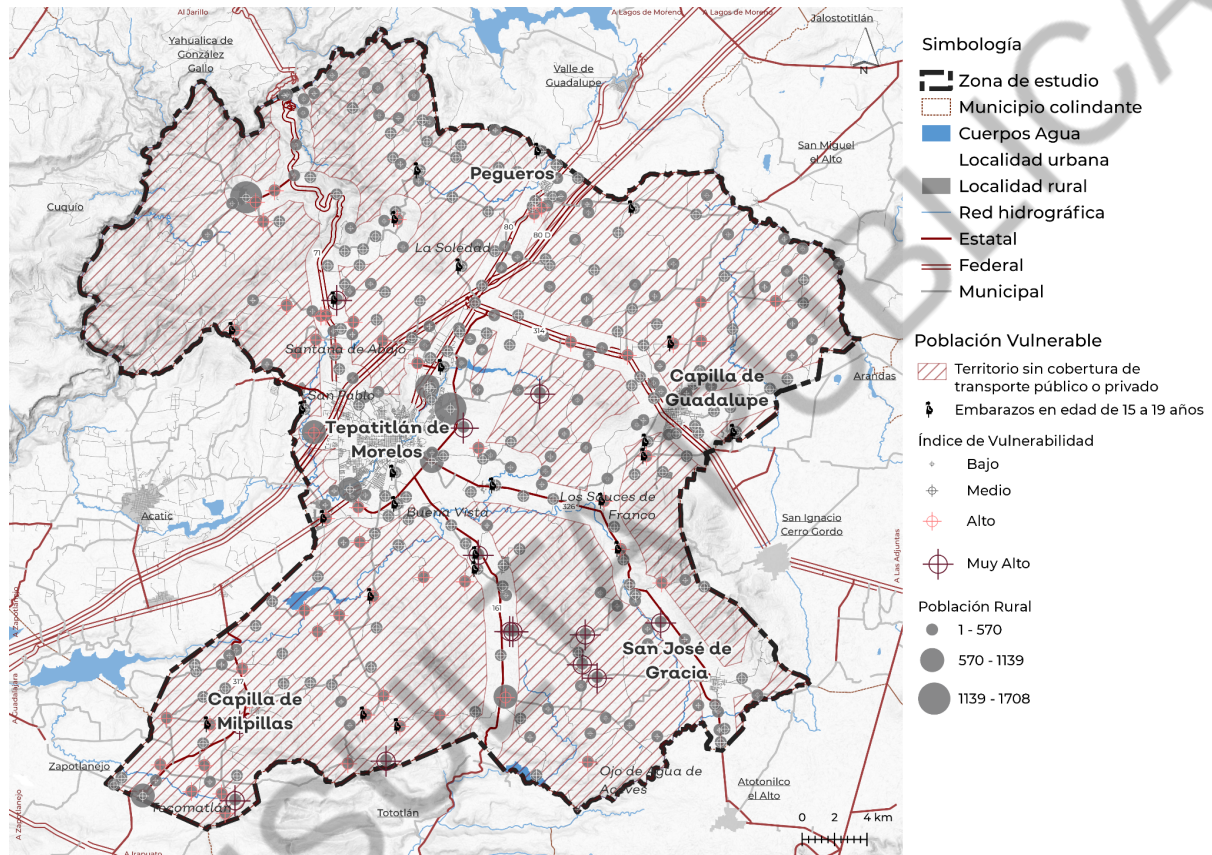 Al Jarillo
A Lagos de Moreno
A Lagos de Moreno
Jalostotitlán
Yahualica de
González
Gallo
Valle de
Guadalupe
N
San Miguel
el Alto
Pegueros
Cuquío
80
80 D
La Soledad
71
314
Santana de Abajo
Arandas
San Pablo
Capilla de
Guadalupe
Tepatitlán de
Morelos
Los Sauces de
Franco
326
Buena Vista
Acatic
San Ignacio
Cerro Gordo
A Las Adjuntas
A Zapotlanejo
161
San José de
Gracia
317
Capilla de
Milpillas
A Guadalajara
Zapotlanejo
Ojo de Agua de
Aceves
Tecomatlán
Atotonilco
el Alto
Tototlán
A Zapotlanejo
A Irapuato
0 2 4 km
Simbología
Zona de estudio
Municipio colindante
Cuerpos Agua
Localidad urbana
Localidad rural
Red hidrográfica
Estatal
Federal
Municipal
Población Vulnerable
Territorio sin cobertura de
transporte público o privado
Embarazos en edad de 15 a 19 años
Índice de Vulnerabilidad
Bajo
Medio
Alto
Muy Alto
Población Rural
1 - 570
570 - 1139
1139 - 1708